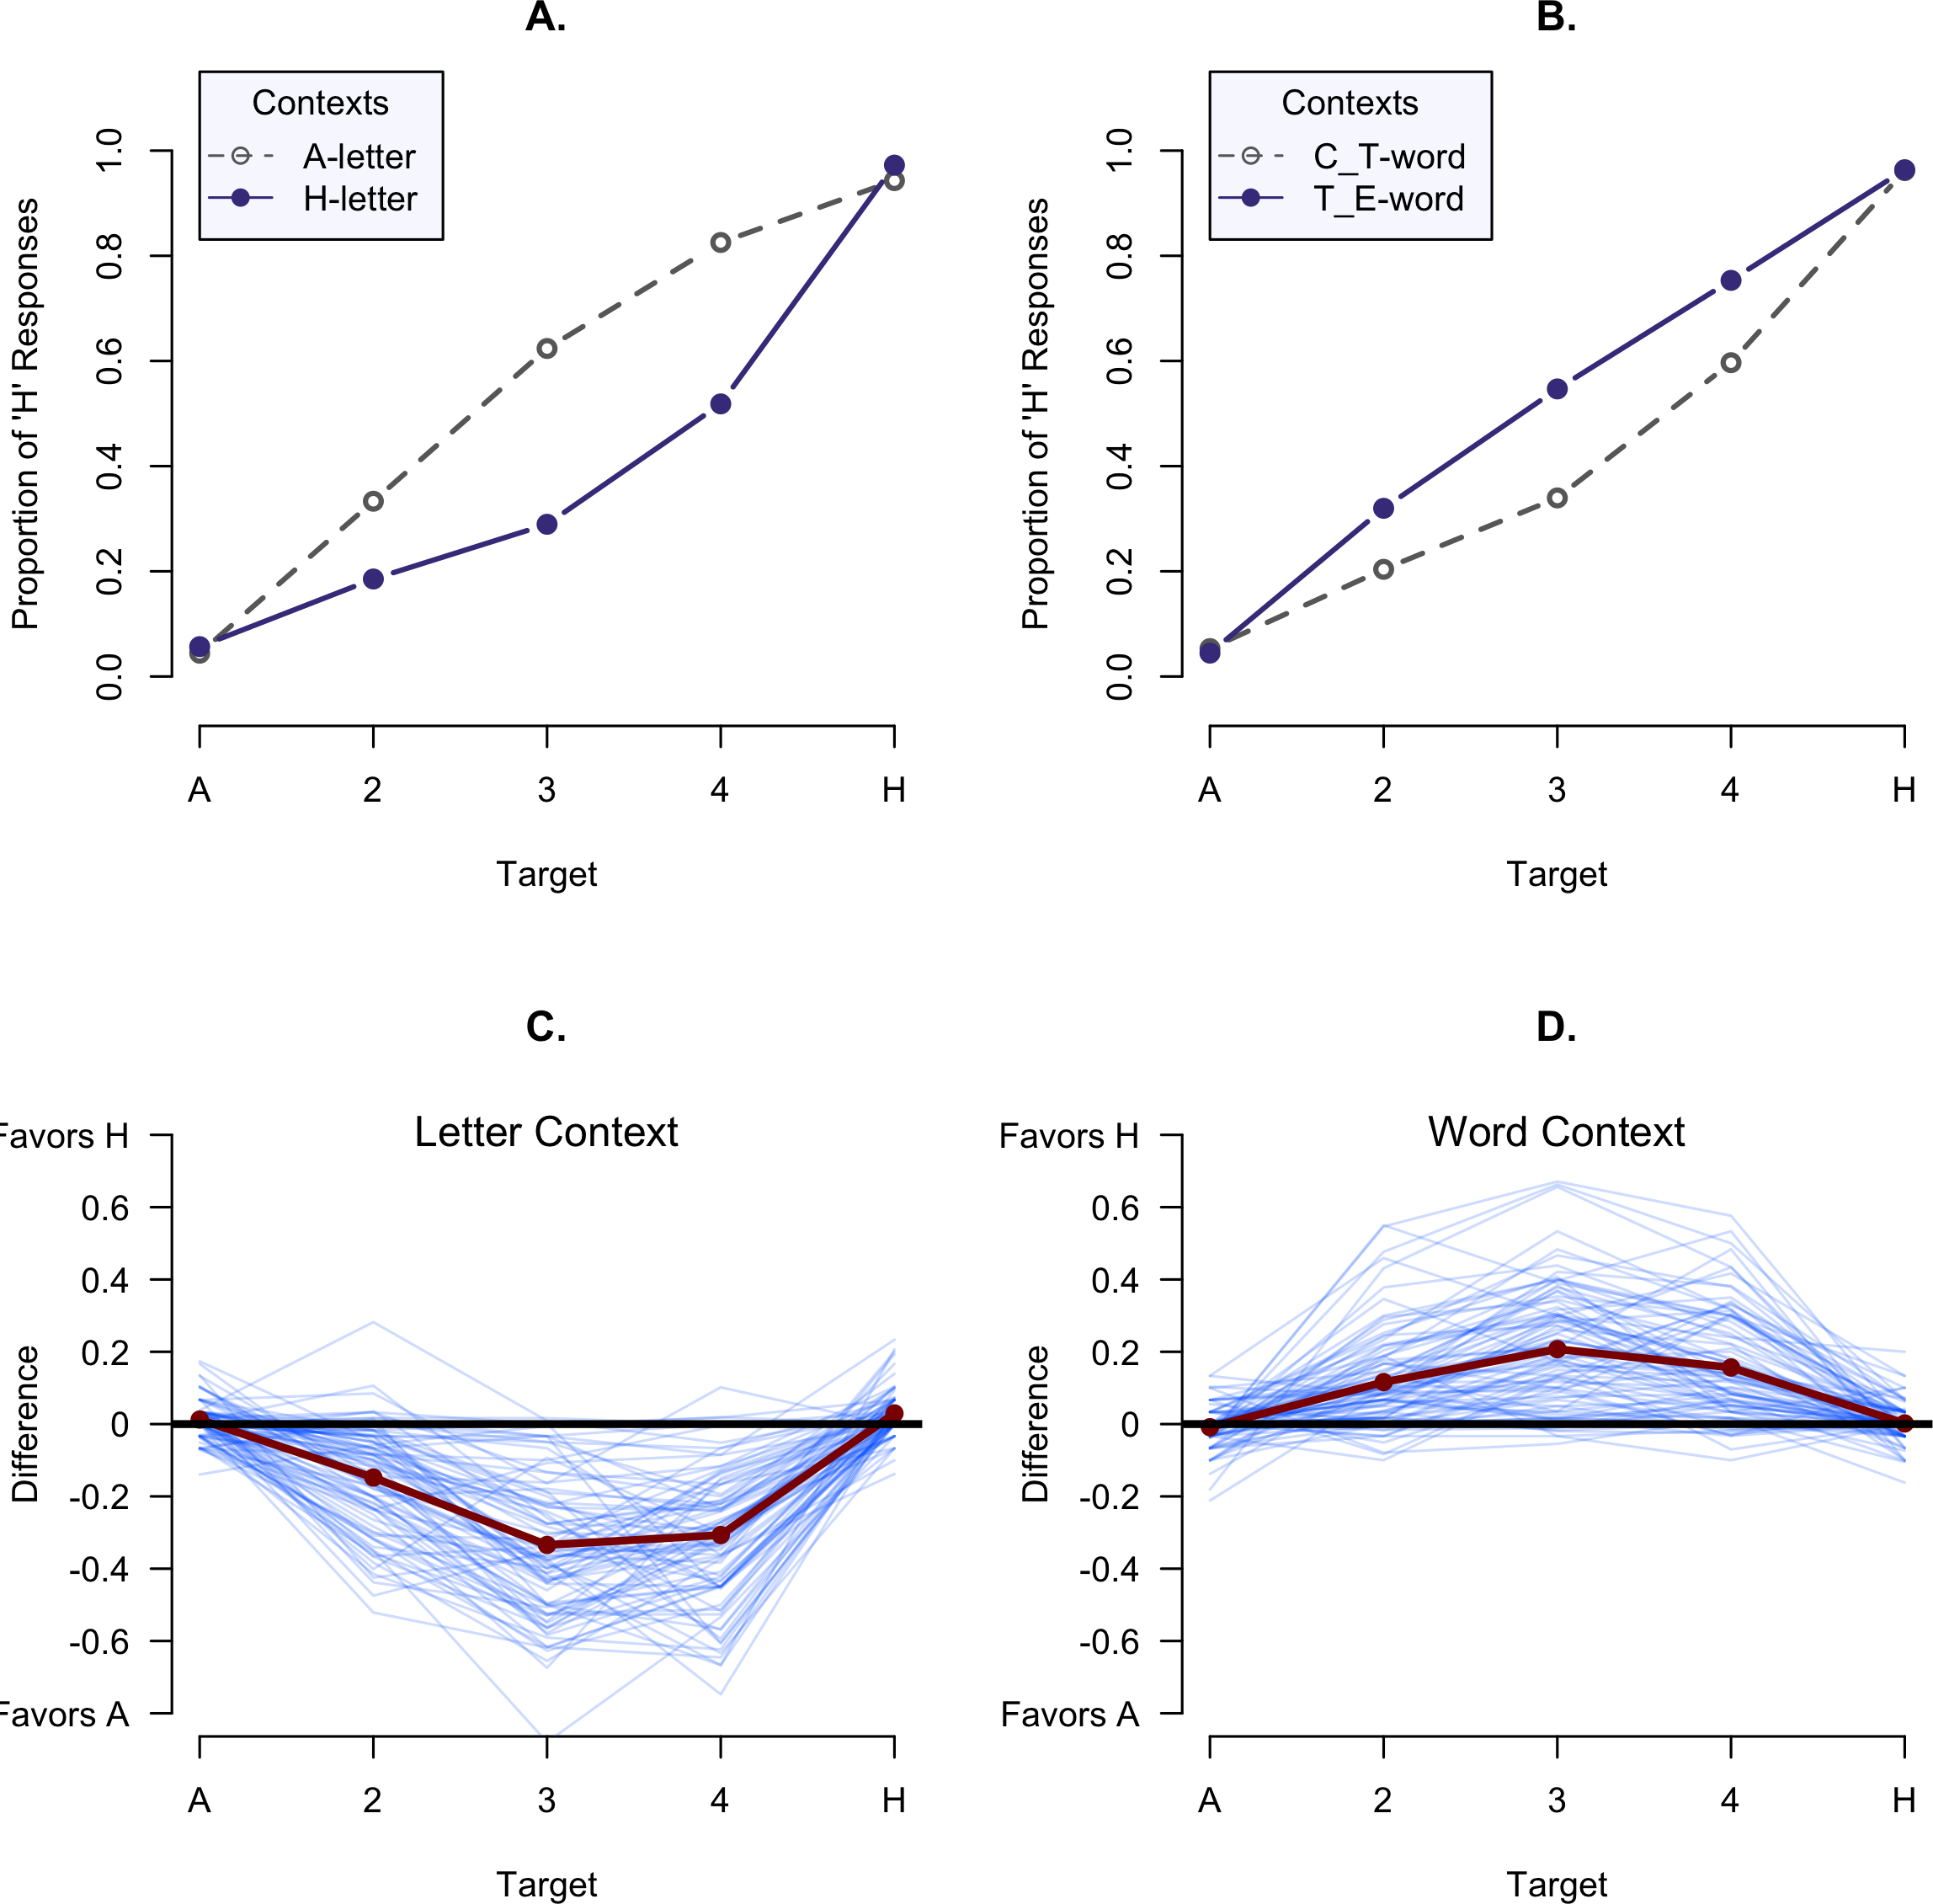 A.
Contexts
A-letter
H-letter
Proportion of 'H' Responses
1.0
0.8
0.6
0.4
0.2
0.0
A 2 3 4 H
Target
B.
Contexts
C_T-word
T_E-word
Proportion of 'H' Responses
1.0
0.8
0.6
0.4
0.2
0.0
A 2 3 4 H
Target
C.
Letter Context
Favors H
0.6
0.4
0.2
0
-0.2
-0.4
-0.6
Favors A
Difference
A 2 3 4 H
Target
D.
Word Context
Favors H
0.6
0.4
0.2
0
-0.2
-0.4
-0.6
Favors A
Difference
A 2 3 4 H
Target